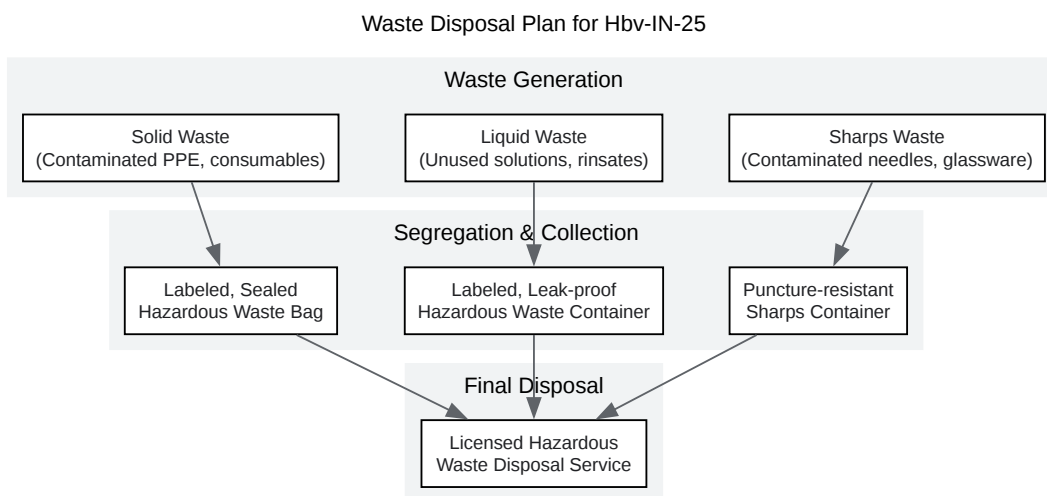 Waste Disposal Plan for Hbv-IN-25
Waste Generation
Solid Waste
(Contaminated PPE, consumables)
Liquid Waste
(Unused solutions, rinsates)
Sharps Waste
(Contaminated needles, glassware)
Segregation & Collection
Labeled, Sealed
Hazardous Waste Bag
Labeled, Leak-proof
Hazardous Waste Container
Puncture-resistant
Sharps Container
Final Disposal
Licensed Hazardous
Waste Disposal Service